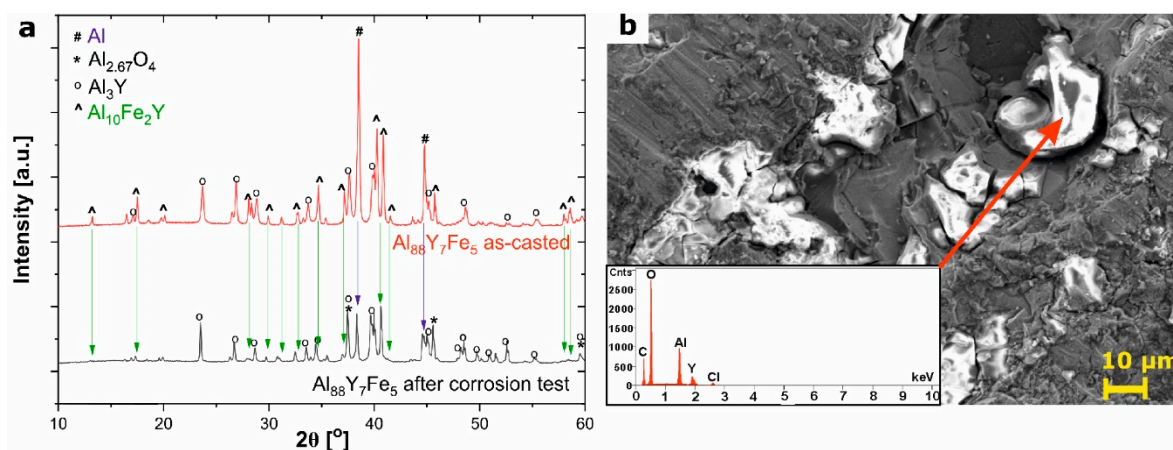 a
# Al
* Al2.67O4
o Al3Y
^ Al10Fe2Y
Intensity [a.u.]
Al88Y7Fe5 as-casted
Al88Y7Fe5 after corrosion test
10 20 30 40 50 60
2θ [°]
b
Cnts
2500
2000
1500
1000
500
0
O
C
Al
Y
Cl
keV
0 1 2 3 4 5 6 7 8 9 10
10 µm